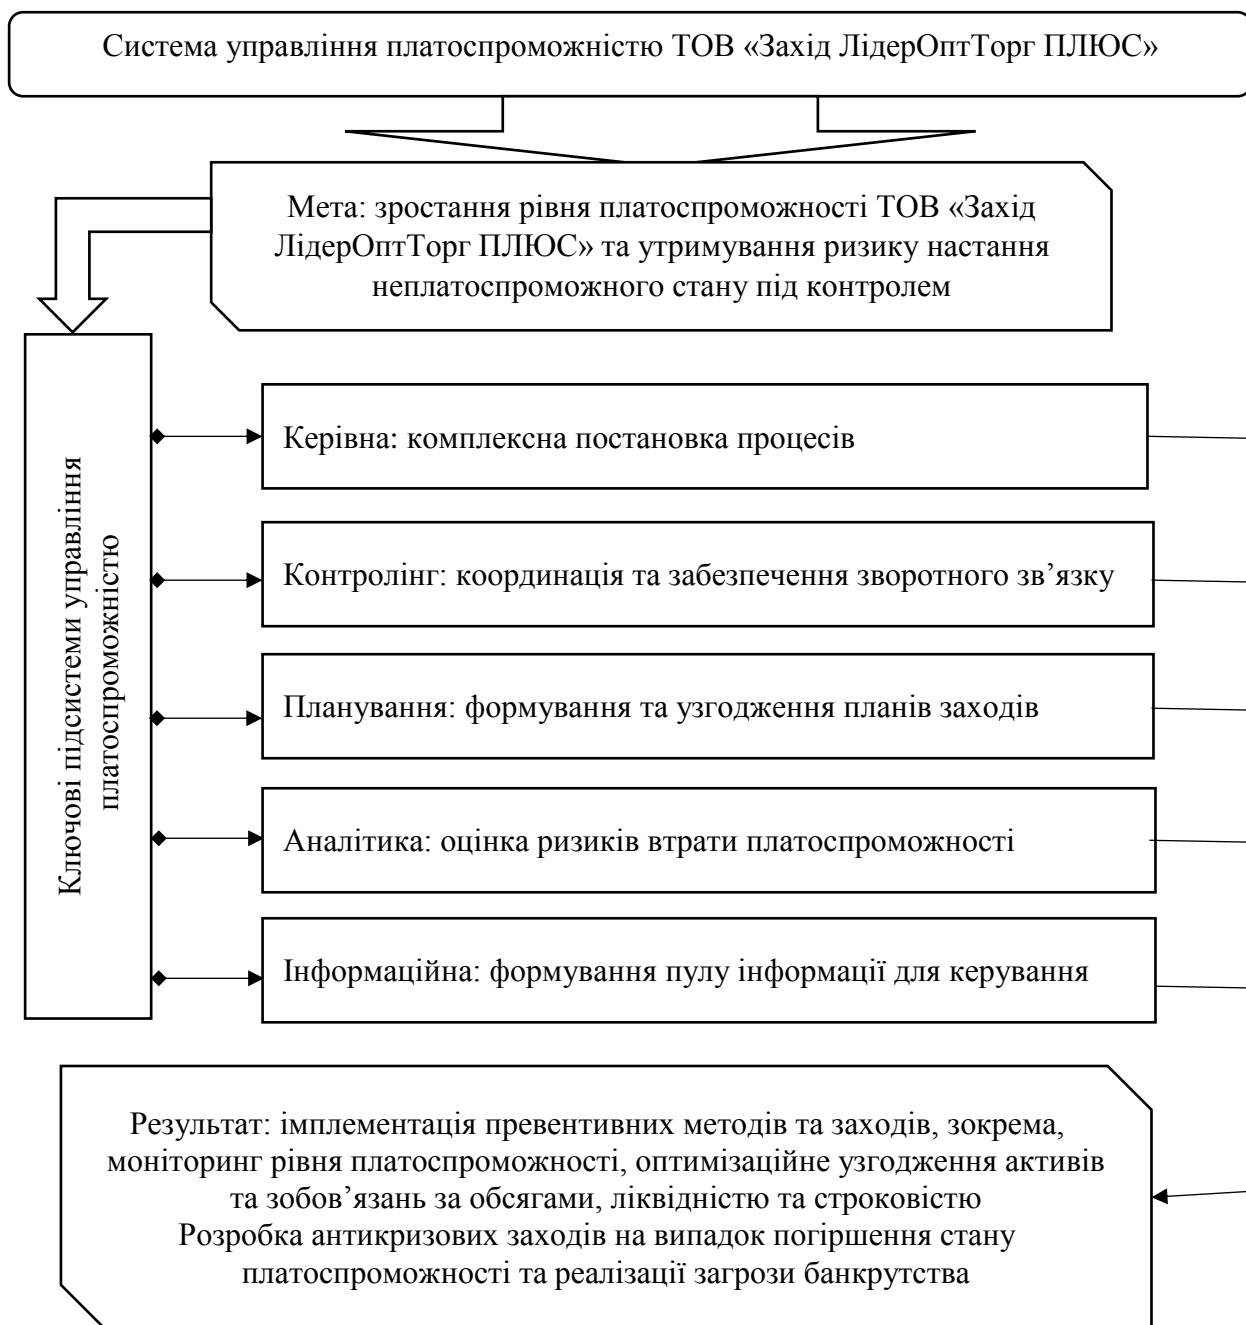 Система управління платоспроможністю ТОВ «Захід ЛідерОптТорг ПЛЮС»
Мета: зростання рівня платоспроможності ТОВ «Захід
ЛідерОптТорг ПЛЮС» та утримування ризику настання
неплатоспроможного стану під контролем
Ключові підсистеми управління
платоспроможністю
Керівна: комплексна постановка процесів
Контролінг: координація та забезпечення зворотного зв’язку
Планування: формування та узгодження планів заходів
Аналітика: оцінка ризиків втрати платоспроможності
Інформаційна: формування пулу інформації для керування
Результат: імплементація превентивних методів та заходів, зокрема,
моніторинг рівня платоспроможності, оптимізаційне узгодження активів
та зобов’язань за обсягами, ліквідністю та строковістю
Розробка антикризових заходів на випадок погіршення стану
платоспроможності та реалізації загрози банкрутства